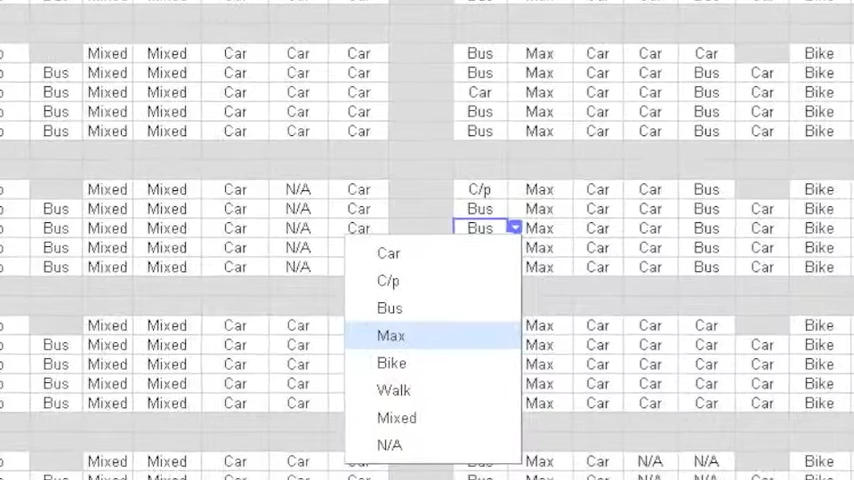 Mixed Mixed Car Car Car Bus Max Car Car Car Bike
Bus Mixed Mixed Car Car Car Bus Max Car Car Bus Car Bike
Bus Mixed Mixed Car Car Car Car Max Car Car Bus Car Bike
Bus Mixed Mixed Car Car Car Bus Max Car Car Bus Car Bike
Bus Mixed Mixed Car Car Car Bus Max Car Car Bus Car Bike
Mixed Mixed Car N/A Car C/p Max Car Car Bus Bike
Bus Mixed Mixed Car N/A Car Bus Max Car Car Bus Car Bike
Bus Mixed Mixed Car N/A Car Bus Max Car Car Bus Car Bike
Bus Mixed Mixed Car N/A Max Car Car Bus Car Bike
Bus Mixed Mixed Car N/A Max Car Car Bus Car Bike
Car
C/p
Bus
Max
Bike
Walk
Mixed
N/A
Mixed Mixed Car Car Max Car Car Car Bike
Bus Mixed Mixed Car Car Max Car Car Car Car Bike
Bus Mixed Mixed Car Car Max Car Car Car Car Bike
Bus Mixed Mixed Car Car Max Car Car Car Car Bike
Bus Mixed Mixed Car Car Max Car Car Car Car Bike
Mixed Mixed Car Car Car Bus Max Car N/A N/A Bike